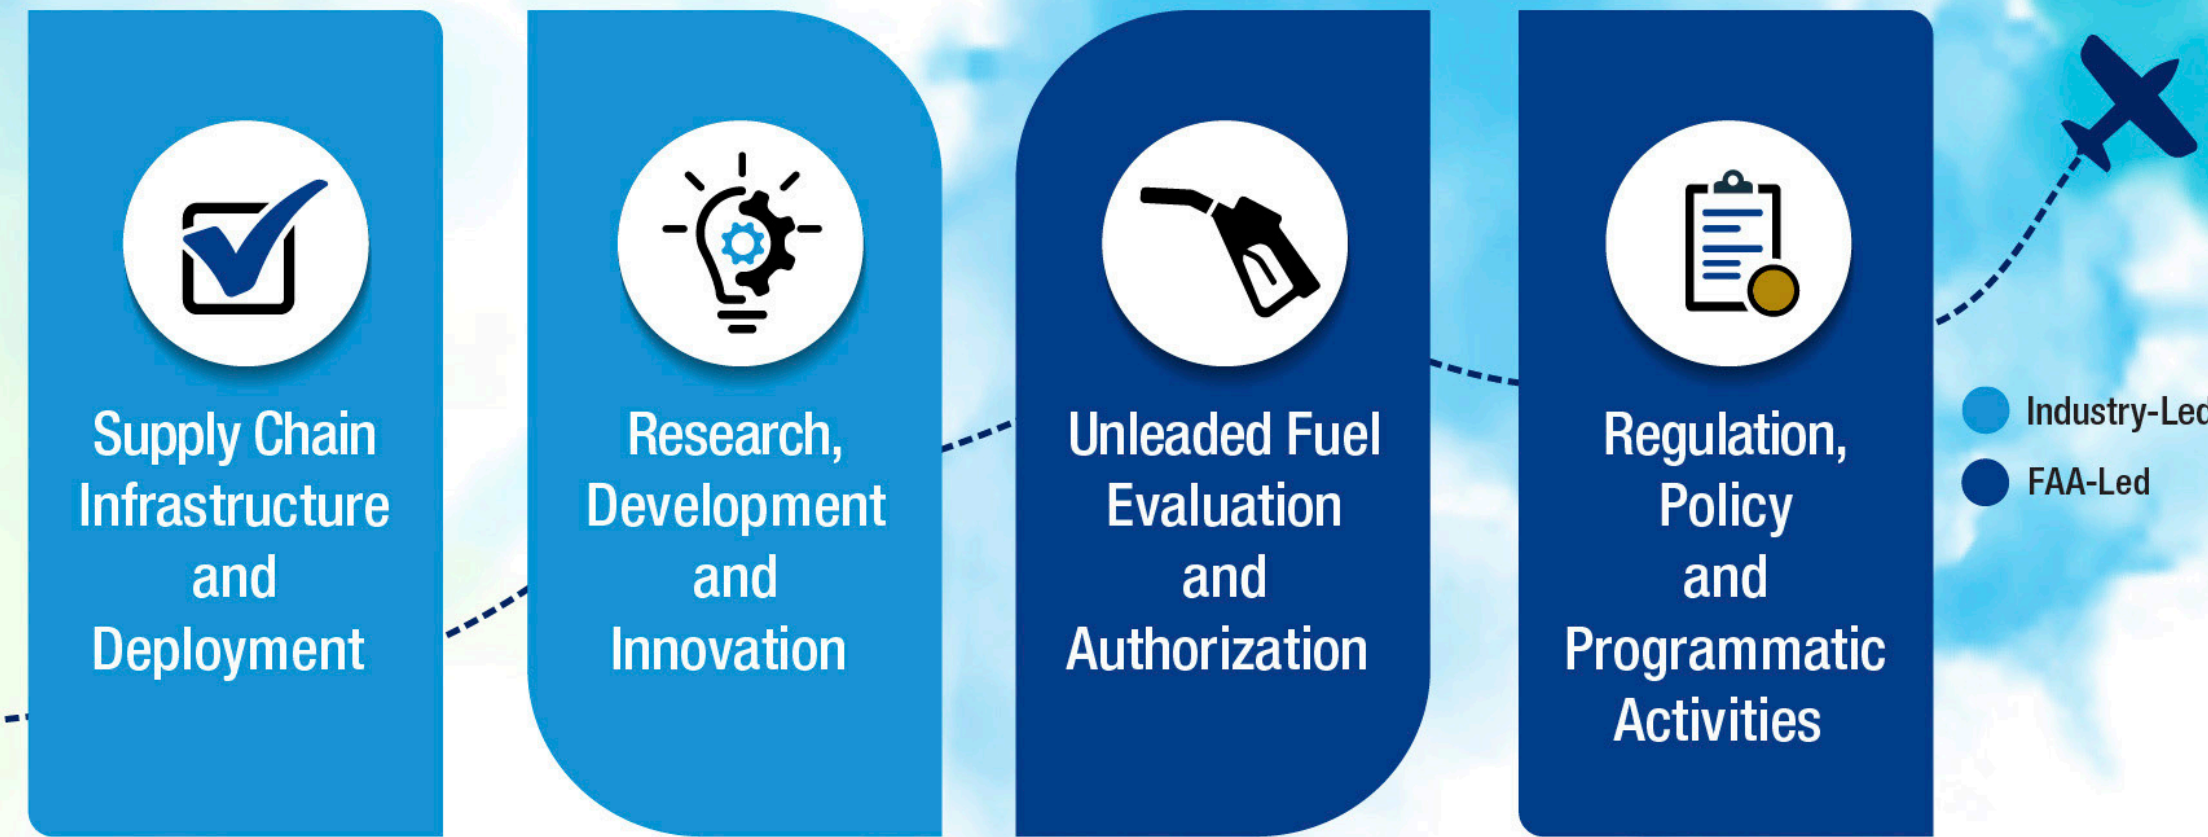 Supply Chain
Infrastructure
and
Deployment
Research,
Development
and
Innovation
Unleaded Fuel
Evaluation
and
Authorization
Regulation,
Policy
and
Programmatic
Activities
Industry-Led
FAA-Led